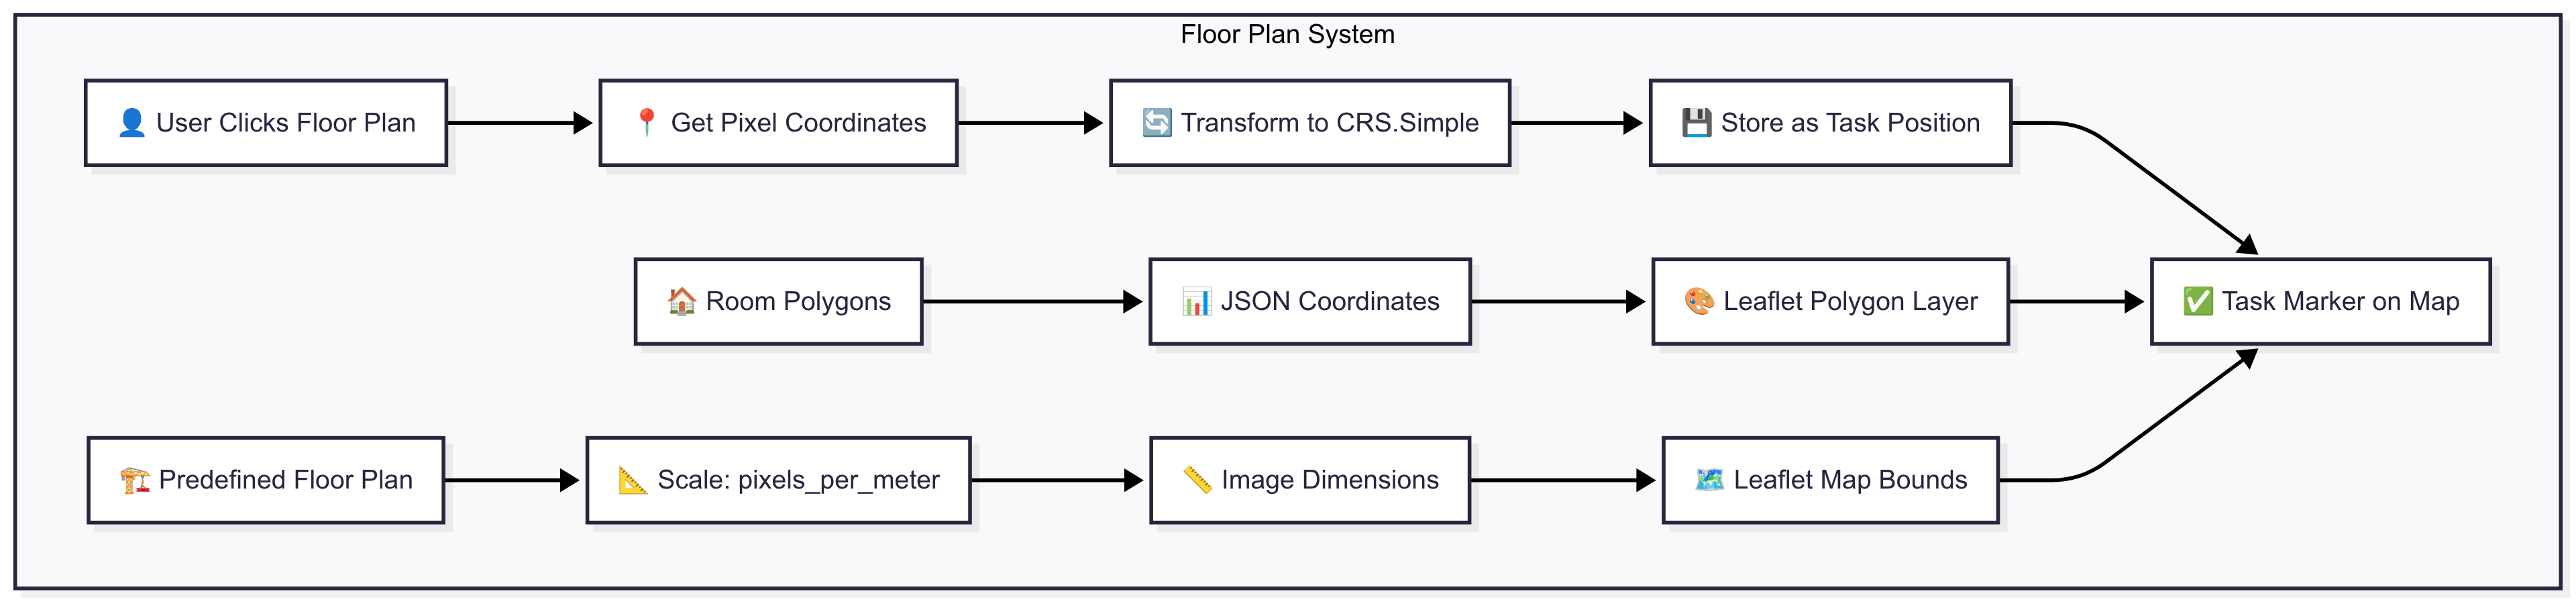 Floor Plan System
👤 User Clicks Floor Plan
📍 Get Pixel Coordinates
🔄 Transform to CRS.Simple
💾 Store as Task Position
🏠 Room Polygons
📊 JSON Coordinates
🎨 Leaflet Polygon Layer
✅ Task Marker on Map
🏗️ Predefined Floor Plan
📐 Scale: pixels_per_meter
📏 Image Dimensions
🗺️ Leaflet Map Bounds